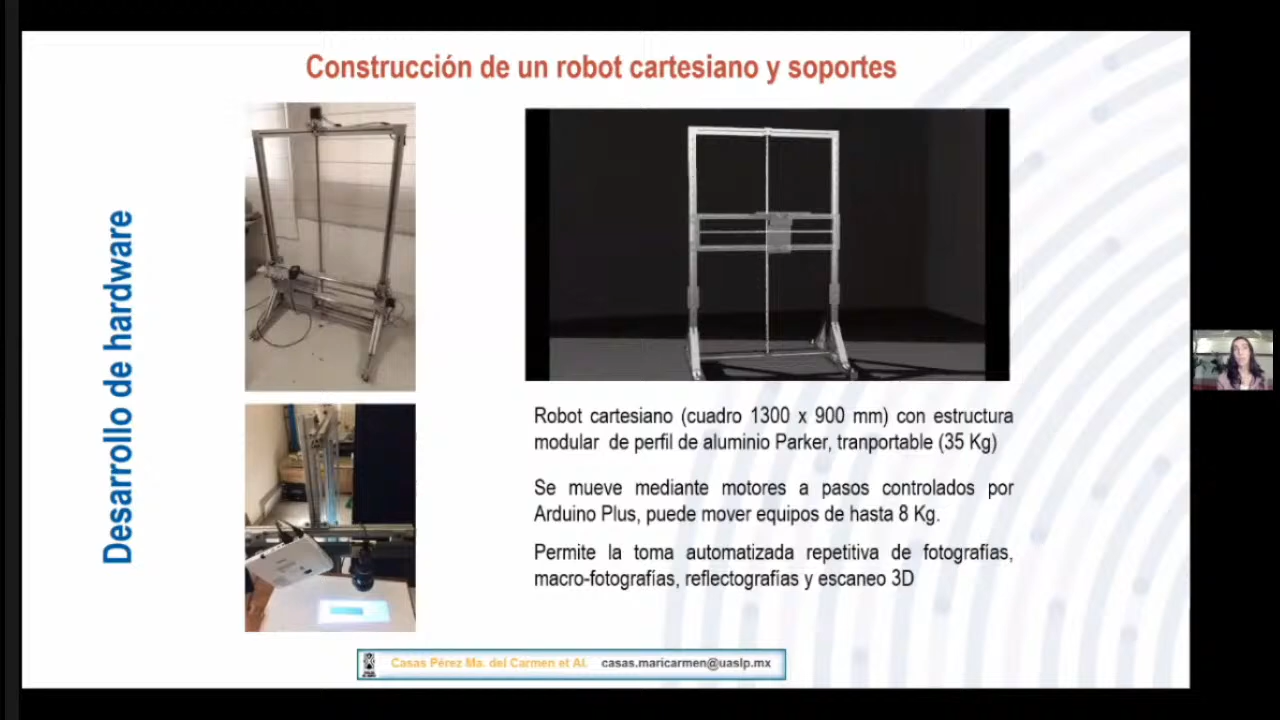 Construcción de un robot cartesiano y soportes
Desarrollo de hardware
Robot cartesiano (cuadro 1300 x 900 mm) con estructura
modular de perfil de aluminio Parker, tranportable (35 Kg)
Se mueve mediante motores a pasos controlados por
Arduino Plus, puede mover equipos de hasta 8 Kg.
Permite la toma automatizada repetitiva de fotografías,
macro-fotografías, reflectografías y escaneo 3D
Casas Pérez Ma. del Carmen et Al. casas.maricarmen@uaslp.mx